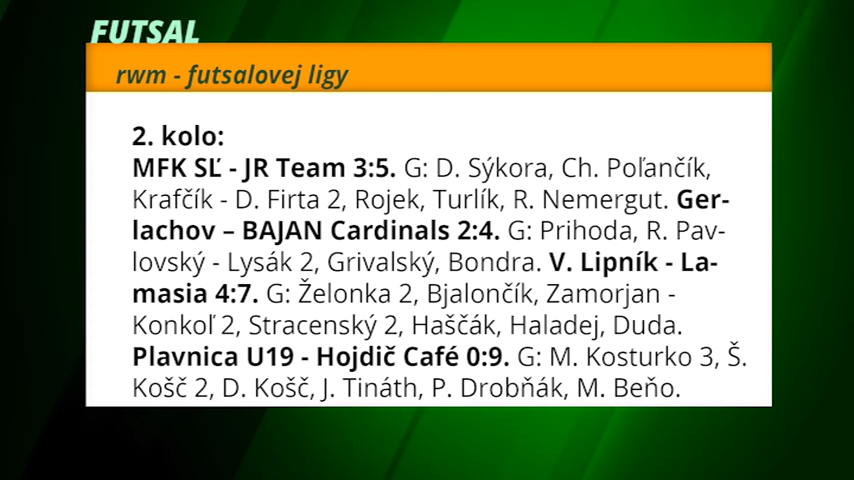 FUTSAL
rwm - futsalovej ligy
2. kolo:
MFK SĽ - JR Team 3:5. G: D. Sýkora, Ch. Poľančík,
Krafčík - D. Firta 2, Rojek, Turlík, R. Nemergut. Ger-
lachov – BAJAN Cardinals 2:4. G: Prihoda, R. Pav-
lovský - Lysák 2, Grivalský, Bondra. V. Lipník - La-
masia 4:7. G: Želonka 2, Bjalončík, Zamorjan -
Konkoľ 2, Stracenský 2, Haščák, Haladej, Duda.
Plavnica U19 - Hojdič Café 0:9. G: M. Kosturko 3, Š.
Košč 2, D. Košč, J. Tináth, P. Drobňák, M. Beňo.